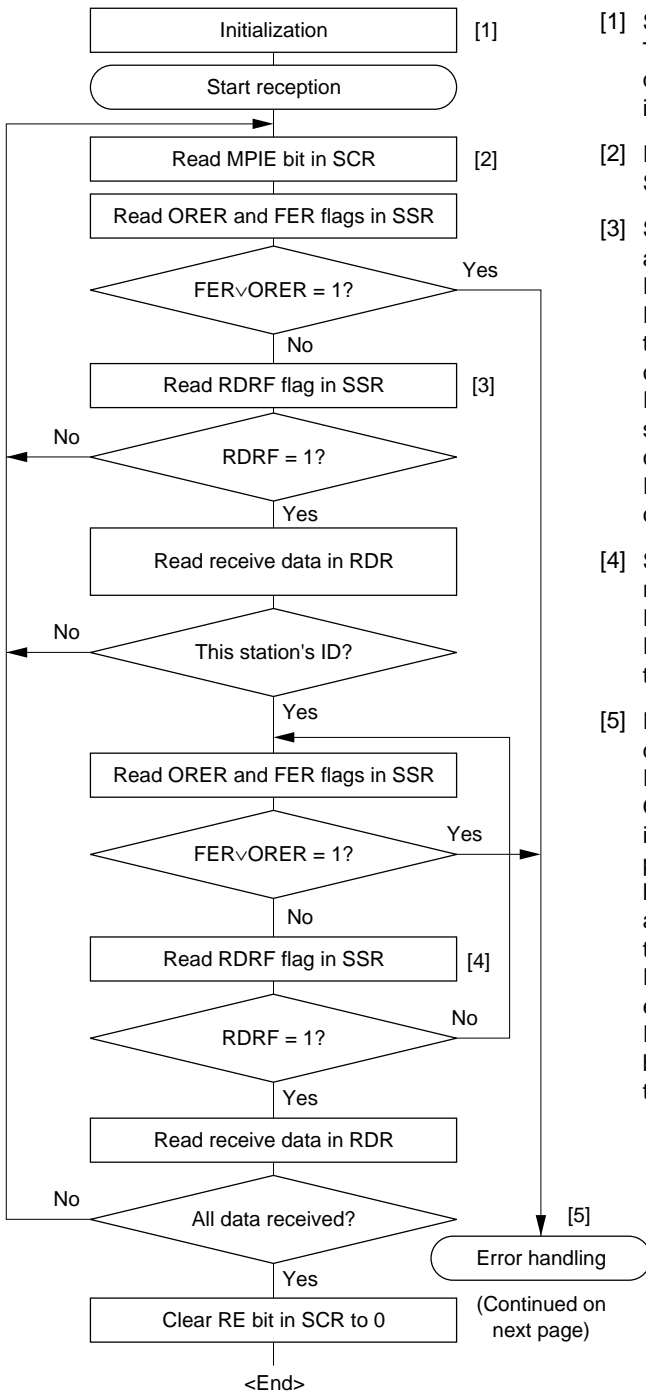 Initialization
[1]
Start reception
Read MPIE bit in SCR
[2]
Read ORER and FER flags in SSR
FER∨ORER = 1?
Yes
No
Read RDRF flag in SSR
[3]
RDRF = 1?
No
Yes
Read receive data in RDR
This station's ID?
No
Yes
Read ORER and FER flags in SSR
FER∨ORER = 1?
Yes
No
Read RDRF flag in SSR
[4]
RDRF = 1?
No
Yes
Read receive data in RDR
All data received?
No
Yes
[5]
Error handling
(Continued on
next page)
Clear RE bit in SCR to 0
<End>
[1]
[2]
[3]
[4]
[5]